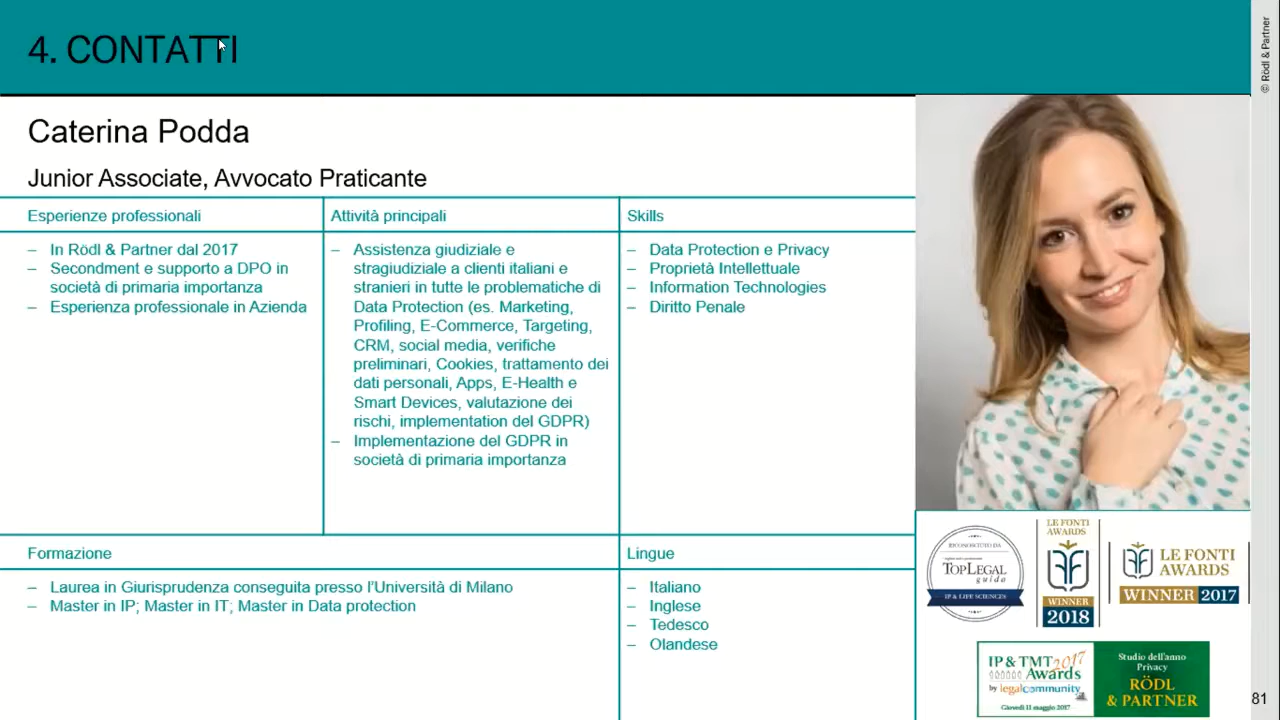 4. CONTATTI
© Rödl & Partner
Caterina Podda
Junior Associate, Avvocato Praticante
Esperienze professionali
– In Rödl & Partner dal 2017
– Secondment e supporto a DPO in
società di primaria importanza
– Esperienza professionale in Azienda
Attività principali
– Assistenza giudiziale e
stragiudiziale a clienti italiani e
stranieri in tutte le problematiche di
Data Protection (es. Marketing,
Profiling, E-Commerce, Targeting,
CRM, social media, verifiche
preliminari, Cookies, trattamento dei
dati personali, Apps, E-Health e
Smart Devices, valutazione dei
rischi, implementation del GDPR)
– Implementazione del GDPR in
società di primaria importanza
Skills
– Data Protection e Privacy
– Proprietà Intellettuale
– Information Technologies
– Diritto Penale
Formazione
– Laurea in Giurisprudenza conseguita presso l'Università di Milano
– Master in IP; Master in IT; Master in Data protection
Lingue
– Italiano
– Inglese
– Tedesco
– Olandese
RICONOSCIUTO DA
TOPLEGAL
guida
IP & LIFE SCIENCES
LE FONTI
AWARDS
WINNER
2018
LE FONTI
AWARDS
WINNER 2017
IP & TMT 2017
Awards
by legalcommunity
Giovedì 11 maggio 2017
Studio dell'anno
Privacy
RÖDL
& PARTNER
81